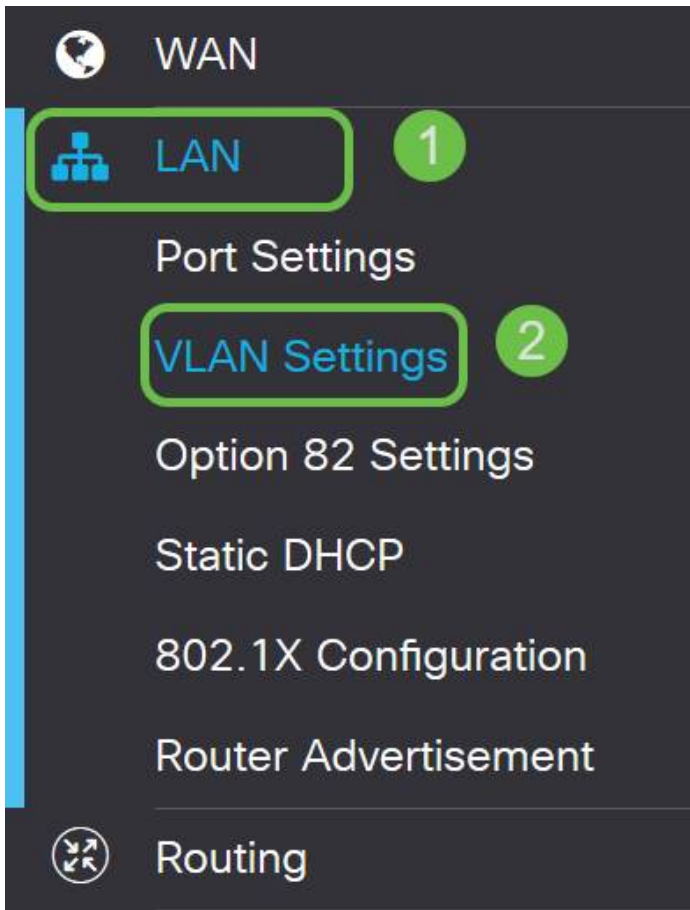 WAN
LAN 1
Port Settings
VLAN Settings 2
Option 82 Settings
Static DHCP
802.1X Configuration
Router Advertisement
Routing